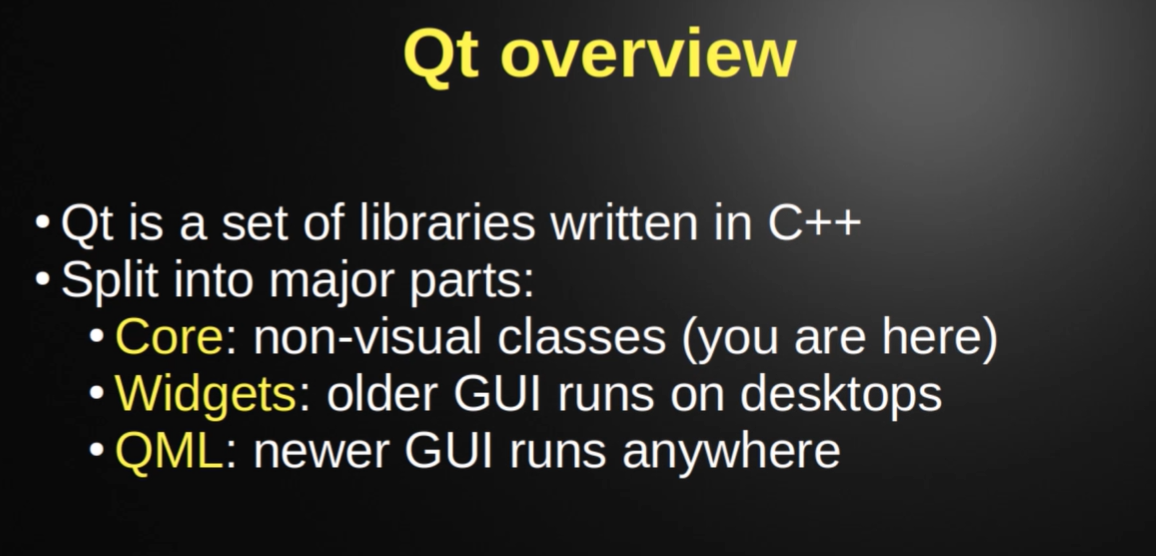 Qt overview
• Qt is a set of libraries written in C++
• Split into major parts:
• Core: non-visual classes (you are here)
• Widgets: older GUI runs on desktops
• QML: newer GUI runs anywhere